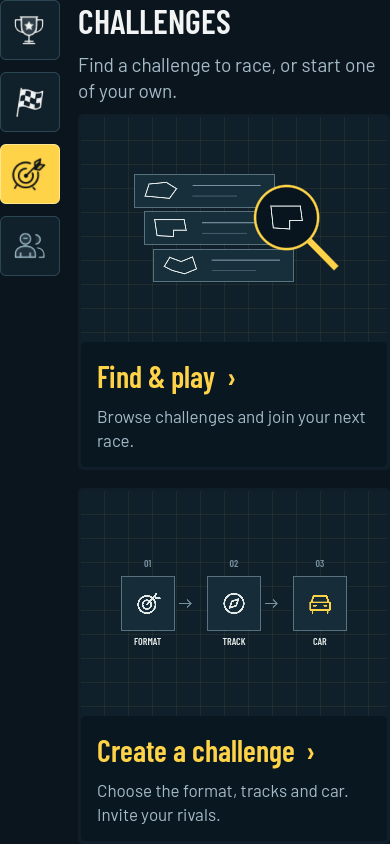 CHALLENGES
Find a challenge to race, or start one
of your own.
Find & play ›
Browse challenges and join your next
race.
01 02 03
FORMAT TRACK CAR
Create a challenge ›
Choose the format, tracks and car.
Invite your rivals.